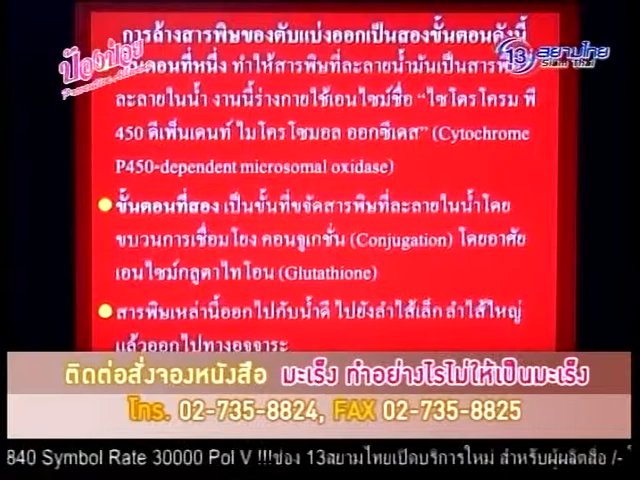 การล้างสารพิษของตับแบ่งออกเป็นสองขั้นตอนดังนี้
ป้องป่อย
13 สยามไทย
Siam Thai
ตอนที่หนึ่ง ทำให้สารพิษที่ละลายน้ำมันเป็นสารพิ
ละลายในน้ำ งานนี้ร่างกายใช้เอนไซม์ชื่อ “ไซโตรโครม พี
450 ดีเพ็นเดนท์ ไมโครโซมอล ออกซีเดส” (Cytochrome
P450-dependent microsomal oxidase)
ขั้นตอนที่สอง เป็นขั้นที่ขจัดสารพิษที่ละลายในน้ำโดย
ขบวนการเชื่อมโยง คอนจูเกชั่น (Conjugation) โดยอาศัย
เอนไซม์กลูตาไทโอน (Glutathione)
สารพิษเหล่านี้ออกไปกับน้ำดี ไปยังลำไส้เล็ก ลำไส้ใหญ่
แล้วออกไปทางอุจจาระ
ติดต่อสั่งจองหนังสือ มะเร็ง ทำอย่างไรไม่ให้เป็นมะเร็ง
โทร. 02-735-8824, FAX 02-735-8825
840 Symbol Rate 30000 Pol V !!!ช่อง 13สยามไทยเปิดบริการใหม่ สำหรับผู้ผลิตสื่อ /-